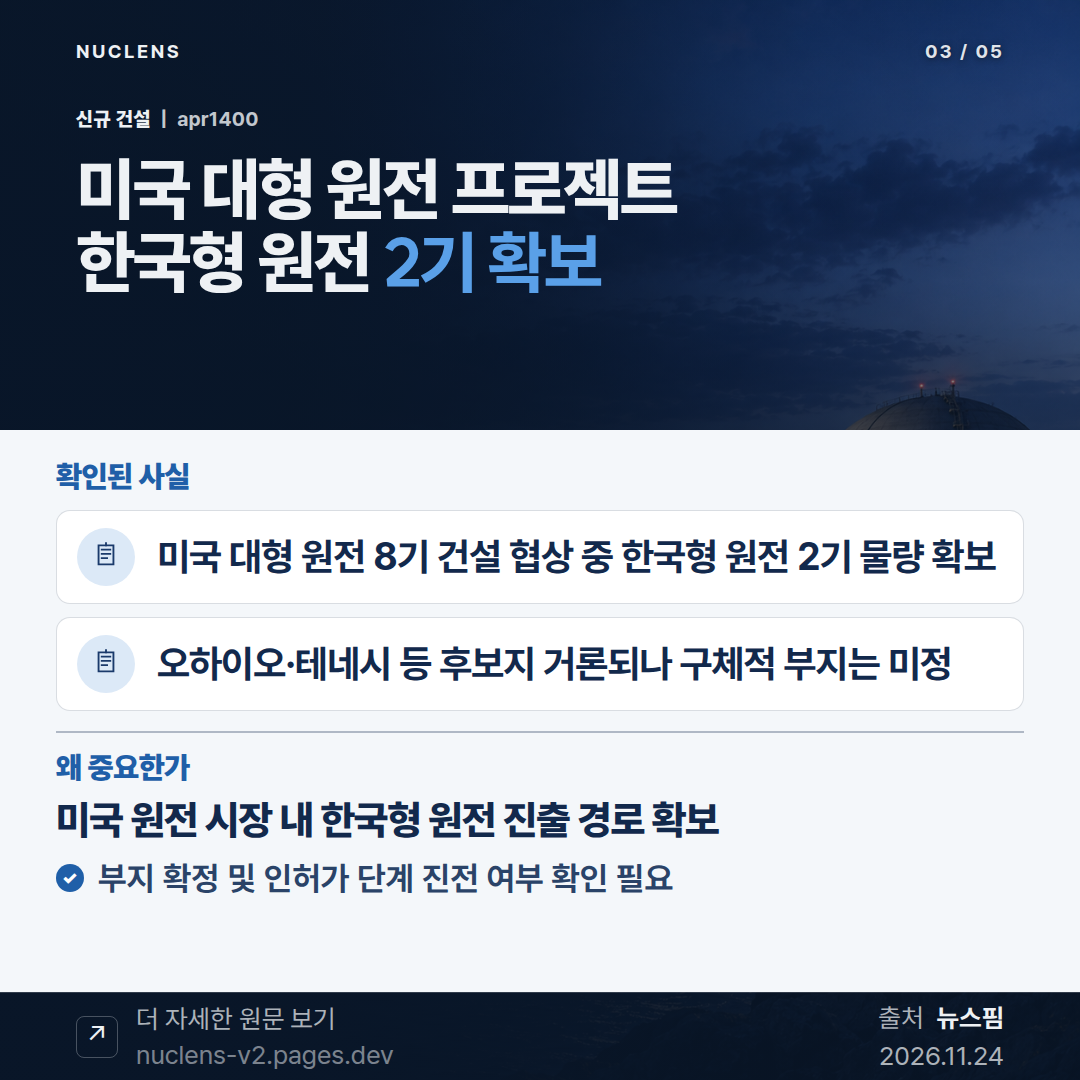 NUCLENS
03 / 05
신규 건설 | apr1400
미국 대형 원전 프로젝트
한국형 원전 2기 확보
확인된 사실
미국 대형 원전 8기 건설 협상 중 한국형 원전 2기 물량 확보
오하이오·테네시 등 후보지 거론되나 구체적 부지는 미정
왜 중요한가
미국 원전 시장 내 한국형 원전 진출 경로 확보
부지 확정 및 인허가 단계 진전 여부 확인 필요
더 자세한 원문 보기
nuclens-v2.pages.dev
출처 뉴스핌
2026.11.24